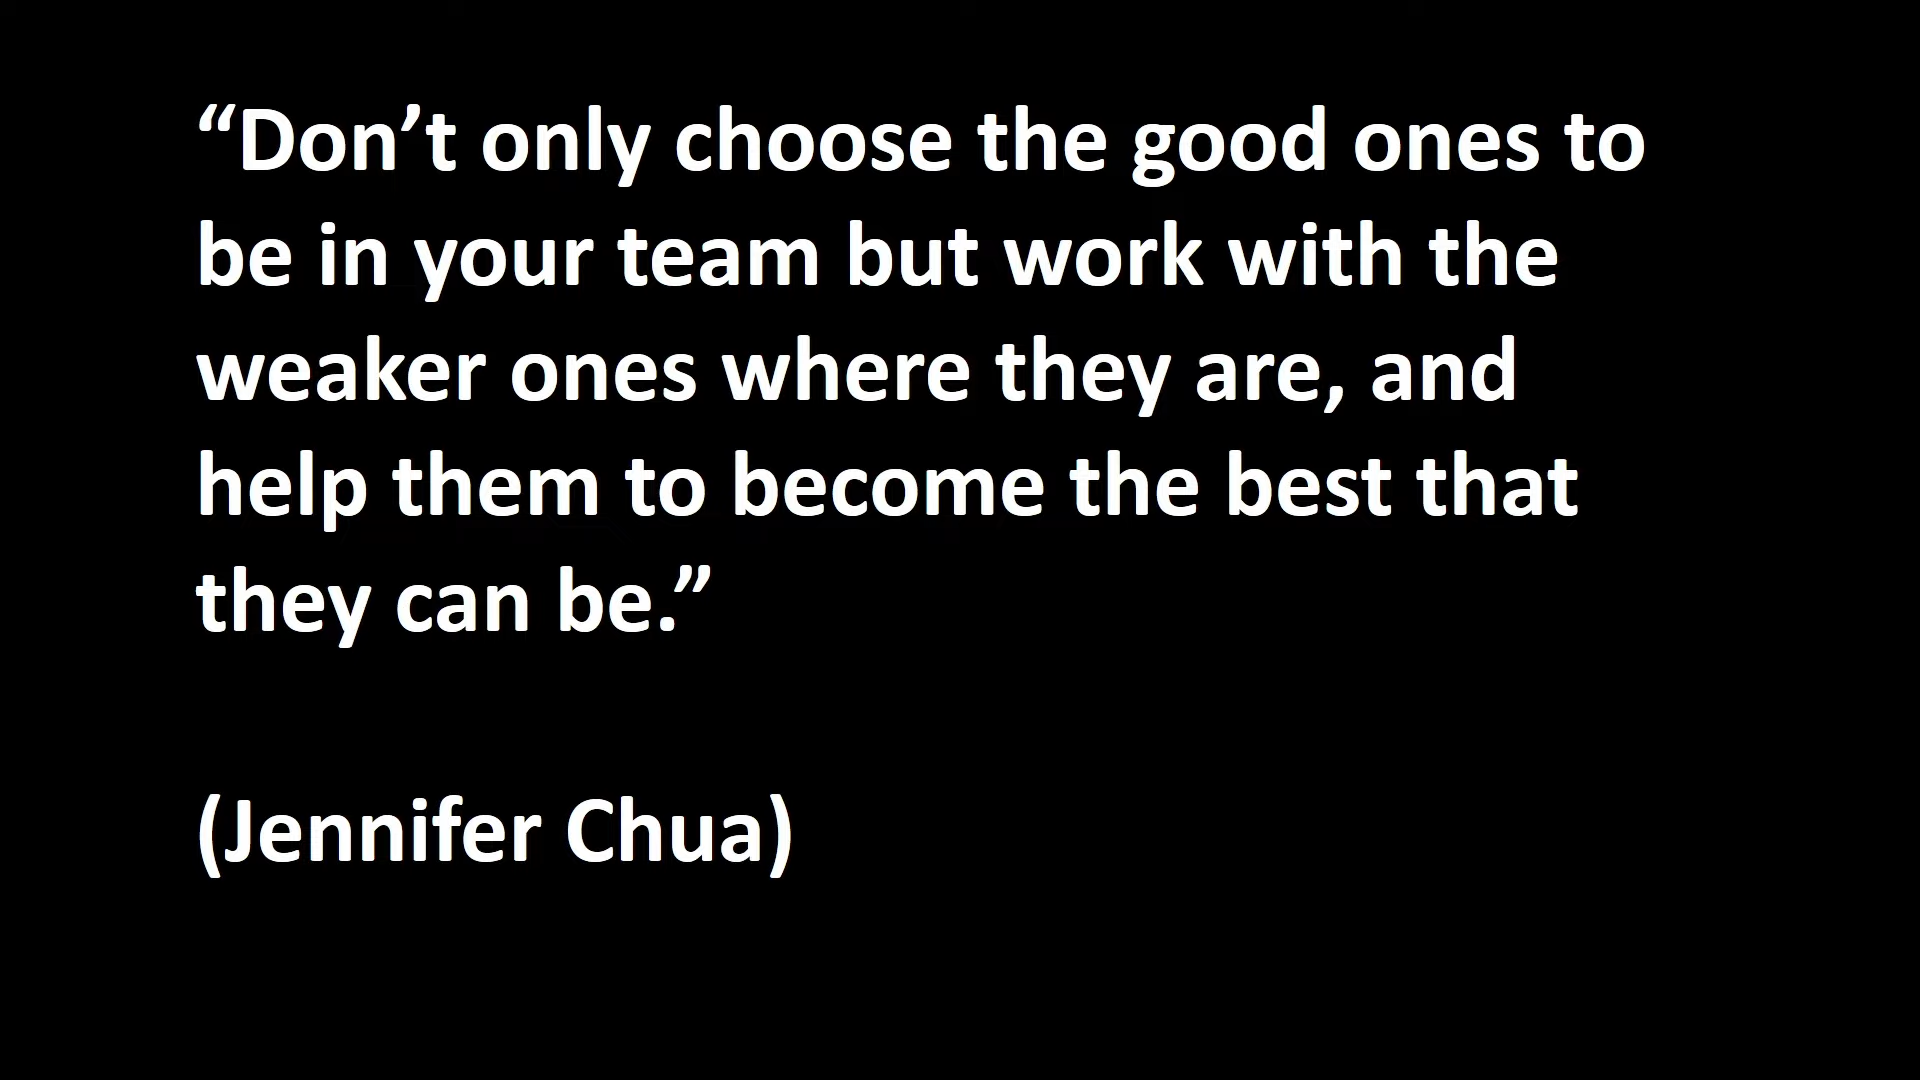 “Don’t only choose the good ones to
be in your team but work with the
weaker ones where they are, and
help them to become the best that
they can be.”
(Jennifer Chua)